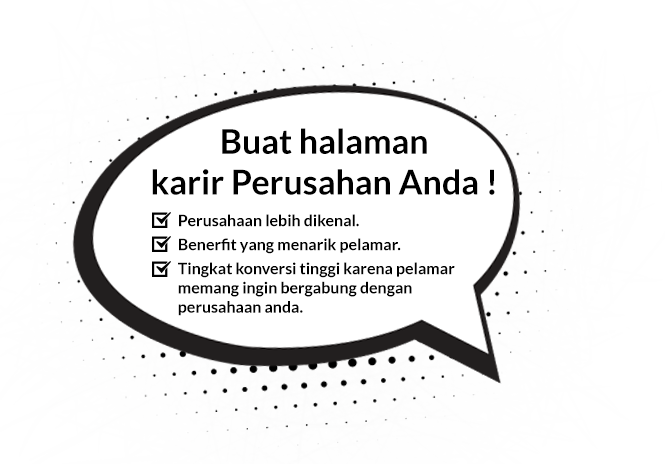 Buat halaman
karir Perusahan Anda !
Perusahaan lebih dikenal.
Benerfit yang menarik pelamar.
Tingkat konversi tinggi karena pelamar
memang ingin bergabung dengan
perusahaan anda.